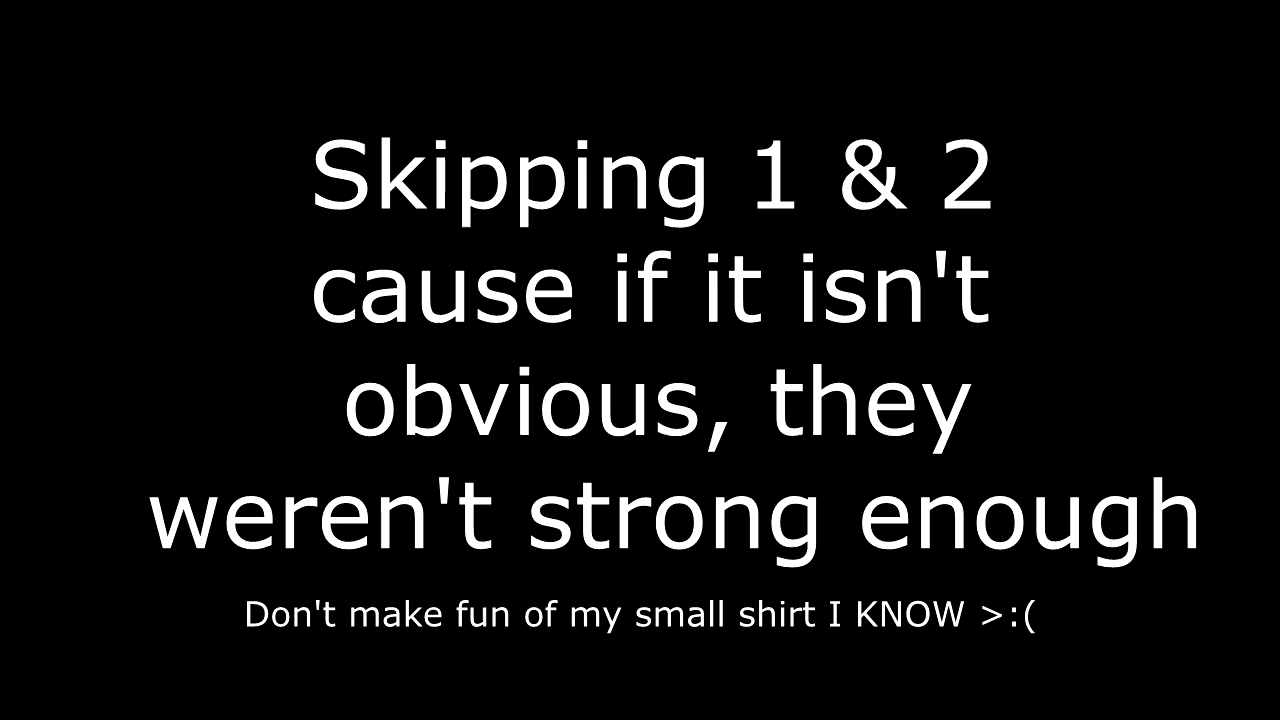 Skipping 1 & 2
cause if it isn't
obvious, they
weren't strong enough
Don't make fun of my small shirt I KNOW >:(